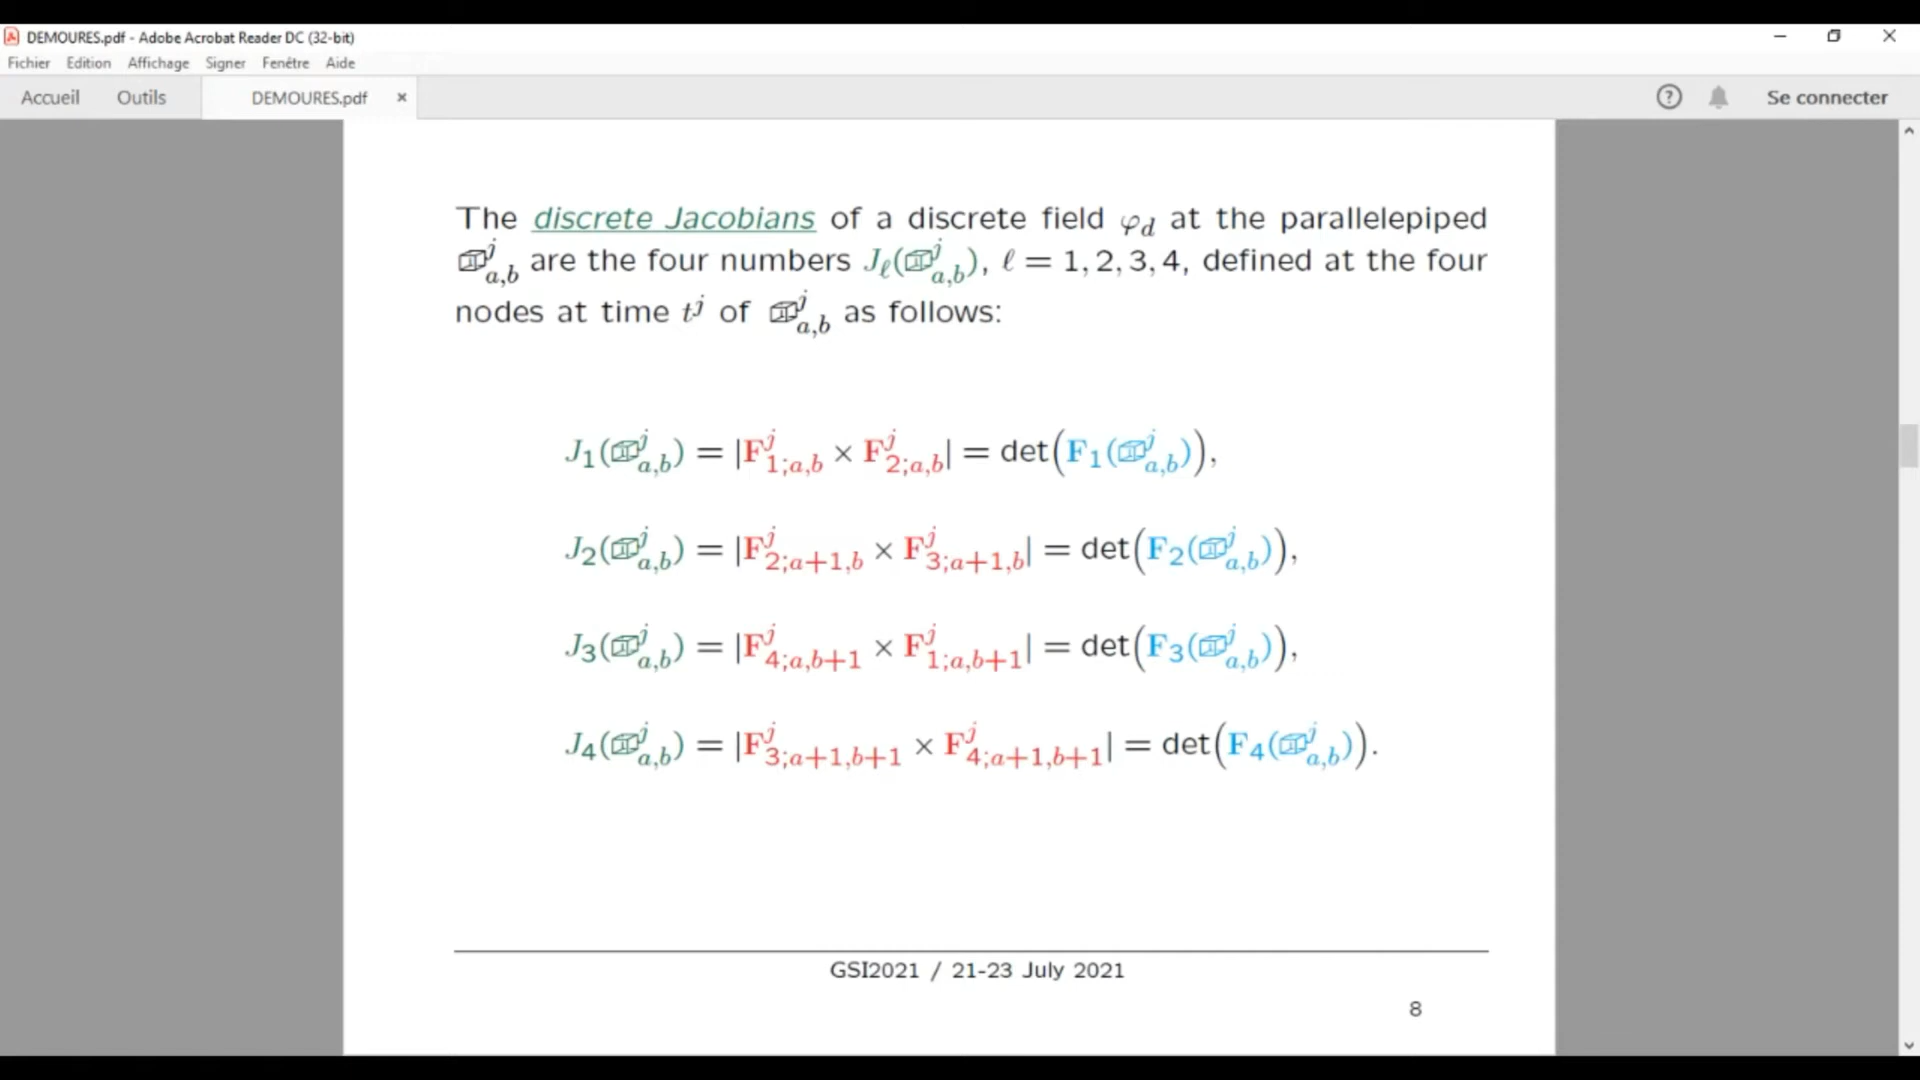 DEMOURES.pdf - Adobe Acrobat Reader DC (32-bit)
Fichier Edition Affichage Signer Fenêtre Aide
Accueil Outils DEMOURES.pdf × Se connecter
The discrete Jacobians of a discrete field φ_d at the parallelepiped
□^j_{a,b} are the four numbers J_ℓ(□^j_{a,b}), ℓ = 1, 2, 3, 4, defined at the four
nodes at time t^j of □^j_{a,b} as follows:
J_1(□^j_{a,b}) = |F^j_{1;a,b} × F^j_{2;a,b}| = det(F_1(□^j_{a,b})),
J_2(□^j_{a,b}) = |F^j_{2;a+1,b} × F^j_{3;a+1,b}| = det(F_2(□^j_{a,b})),
J_3(□^j_{a,b}) = |F^j_{4;a,b+1} × F^j_{1;a,b+1}| = det(F_3(□^j_{a,b})),
J_4(□^j_{a,b}) = |F^j_{3;a+1,b+1} × F^j_{4;a+1,b+1}| = det(F_4(□^j_{a,b})).
GSI2021 / 21-23 July 2021
8